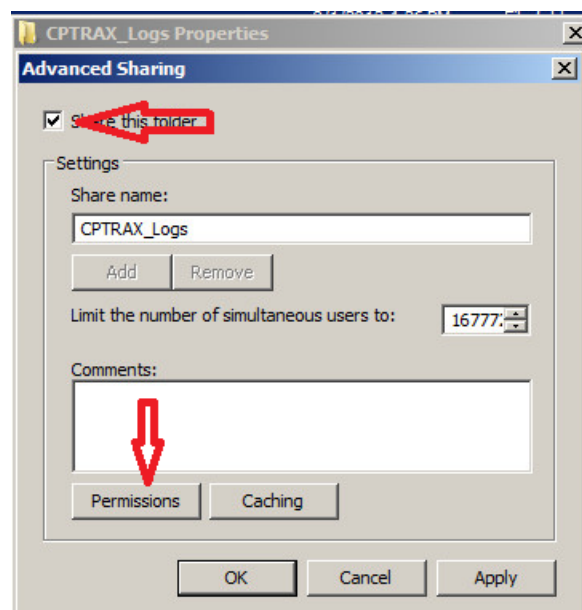 CPTRAX_Logs Properties
Advanced Sharing
Share this folder
Settings
Share name:
CPTRAX_Logs
Add Remove
Limit the number of simultaneous users to:
Comments:
Permissions Caching
OK Cancel Apply